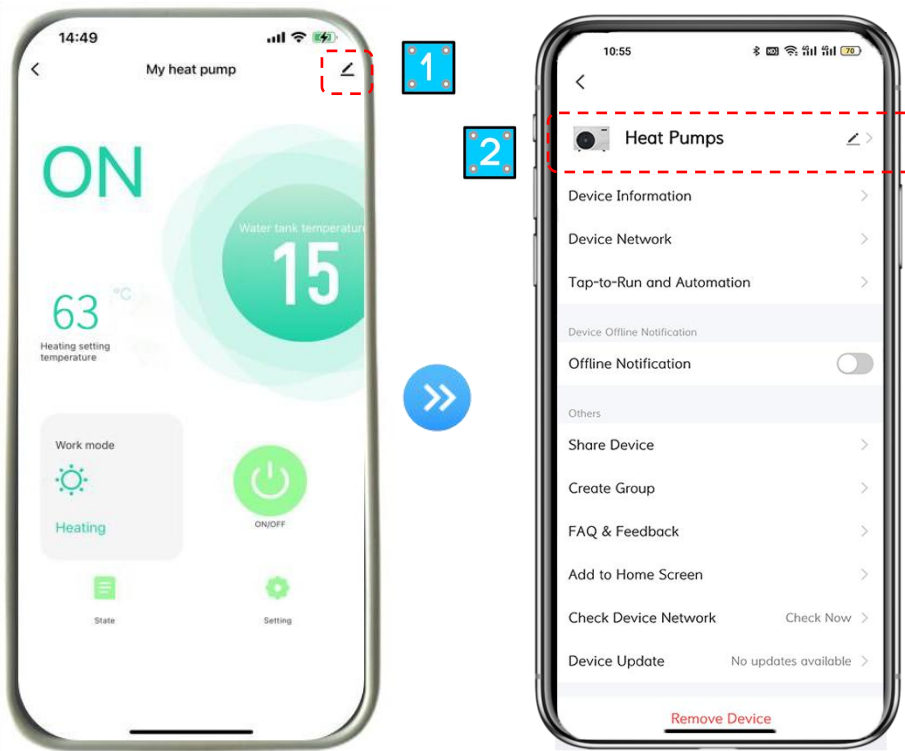 14:49
My heat pump
ON
Water tank temperatur
15
63
°C
Heating setting
temperature
Work mode
Heating
ON/OFF
State
Setting
1
2
10:55
HD
70
Heat Pumps
Device Information
Device Network
Tap-to-Run and Automation
Device Offline Notification
Offline Notification
Others
Share Device
Create Group
FAQ & Feedback
Add to Home Screen
Check Device Network Check Now
Device Update No updates available
Remove Device